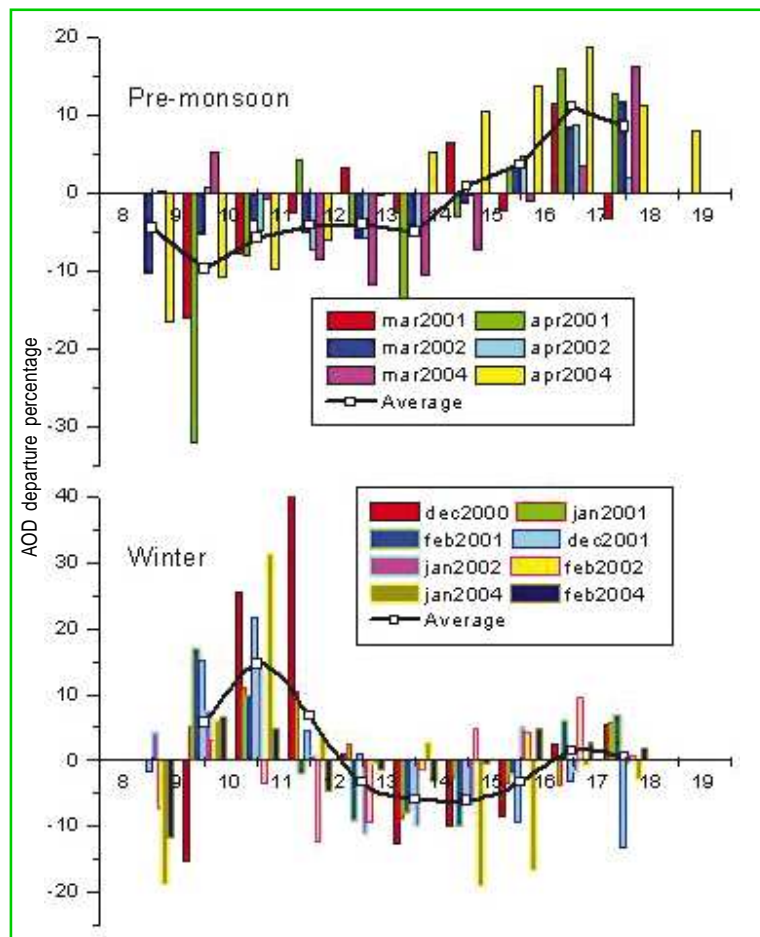 AOD departure percentage
20
Pre-monsoon
10
0
8 9 10 11 12 13 14 15 16 17 18 19
-10
mar2001 apr2001
mar2002 apr2002
-20
mar2004 apr2004
Average
-30
40
dec2000 jan2001
feb2001 dec2001
30
Winter
jan2002 feb2002
jan2004 feb2004
Average
20
10
0
8 9 10 11 12 13 14 15 16 17 18 19
-10
-20